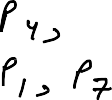 P₄,
P₁, P₇